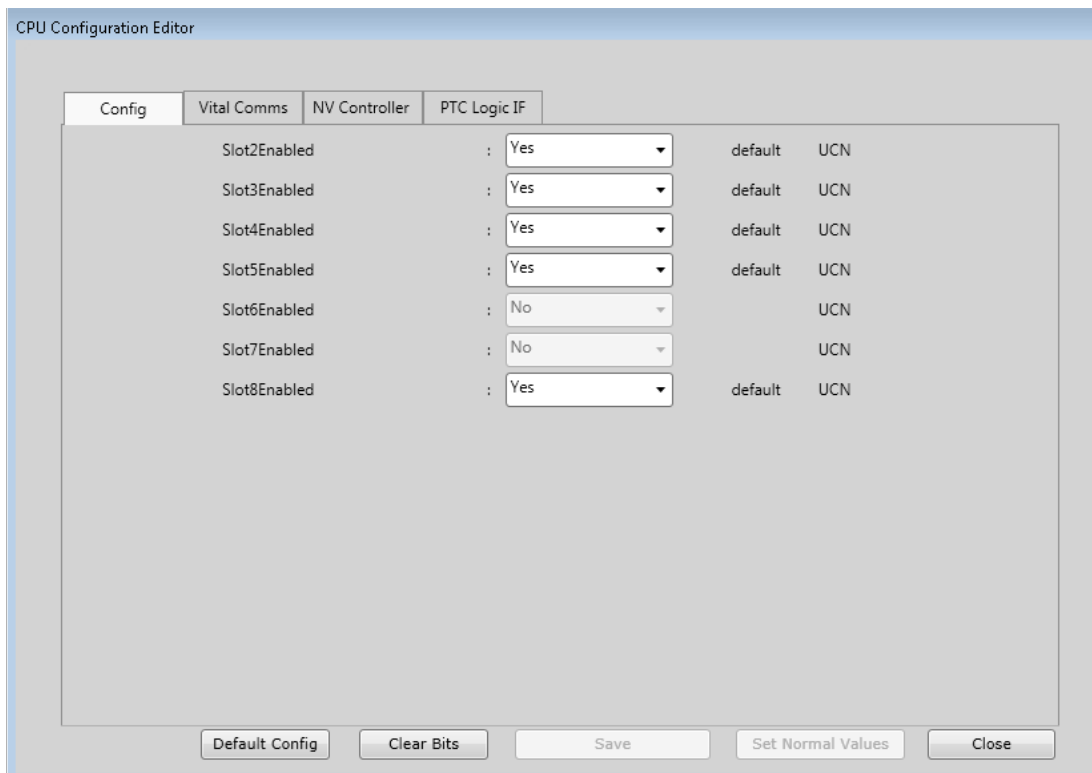 CPU Configuration Editor
Config Vital Comms NV Controller PTC Logic IF
Slot2Enabled : Yes default UCN
Slot3Enabled : Yes default UCN
Slot4Enabled : Yes default UCN
Slot5Enabled : Yes default UCN
Slot6Enabled : No UCN
Slot7Enabled : No UCN
Slot8Enabled : Yes default UCN
Default Config Clear Bits Save Set Normal Values Close